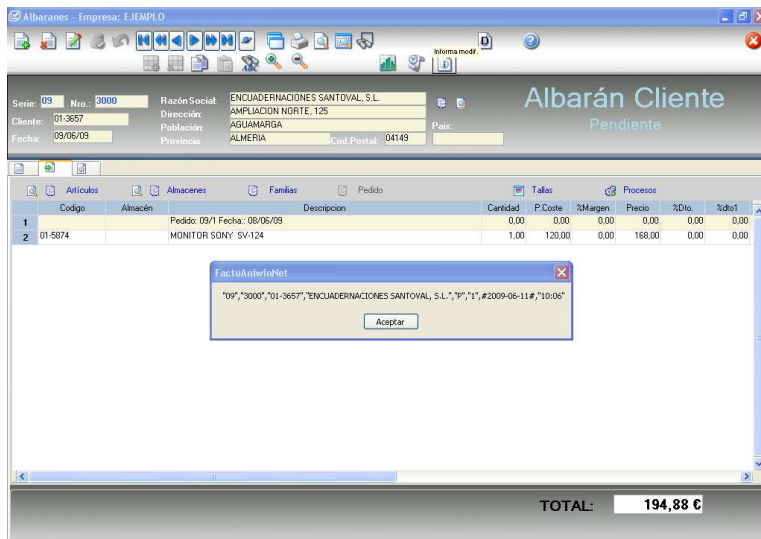 Albaranes - Empresa: EJEMPLO
Informa modif.
D
Serie: 09 Nro.: 3000
Cliente: 01-3657
Fecha: 09/06/09
Razón Social: ENCUADERNACIONES SANTOVAL, S.L.
Dirección: AMPLIACION NORTE, 125
Población: AGUAMARGA
Provincia: ALMERIA Cod.Postal: 04149
Pais:
Albarán Cliente
Pendiente
Artículos Almacenes Familias Pedido Tallas Procesos
Codigo Almacén Descripcion Cantidad P.Coste %Margen Precio %Dto. %dto1
1 Pedido: 09/1 Fecha:: 08/06/09 0,00 0,00 0,00 0,00 0,00 0,00
2 01-5874 MONITOR SONY SV-124 1,00 120,00 0,00 168,00 0,00 0,00
FactuAniwinNet
"09","3000","01-3657","ENCUADERNACIONES SANTOVAL, S.L.","P","1",#2009-06-11#,"10:06"
Aceptar
TOTAL: 194,88 €